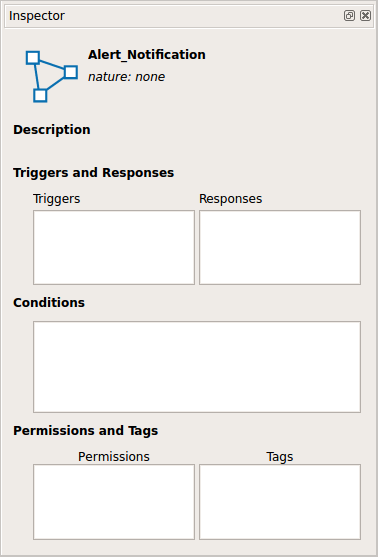 Inspector
Alert_Notification
nature: none
Description
Triggers and Responses
Triggers Responses
Conditions
Permissions and Tags
Permissions Tags